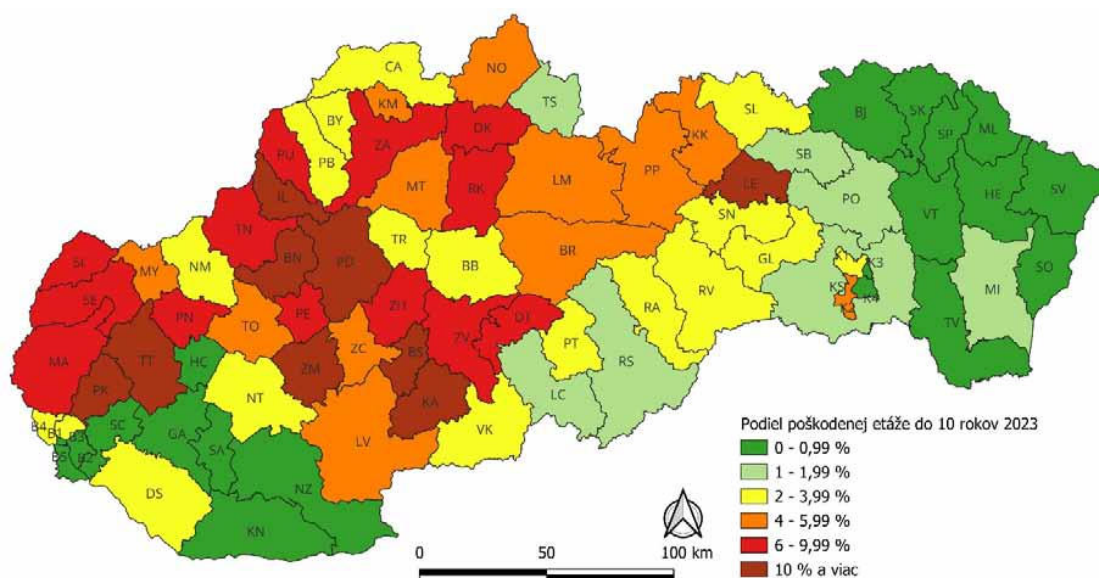 CA
NO
TS
KM
BY
PB
PU
ZA
DK
KK
SL
BJ
SK
SP
ML
IL
MT
RK
LM
PP
LE
SB
PO
VT
HE
SV
TN
BN
PD
TR
BB
BR
SN
GL
RV
RA
KS
K3
K4
MI
SO
TV
SI
SE
MY
NM
PN
TO
PE
ZH
ZV
DT
PT
RS
LC
MA
PK
TT
HC
ZM
ZC
BS
KA
NT
LV
VK
B4
B1
B3
B5
B2
SC
GA
SA
NZ
DS
KN
Podiel poškodenej etáže do 10 rokov 2023
0 - 0,99 %
1 - 1,99 %
2 - 3,99 %
4 - 5,99 %
6 - 9,99 %
10 % a viac
0 50 100 km